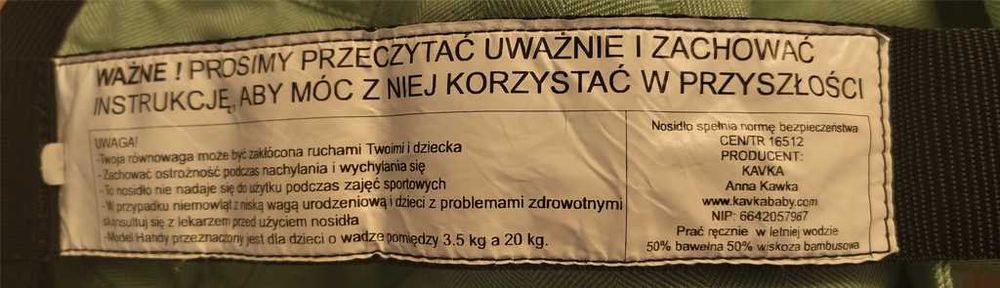 WAŻNE ! PROSIMY PRZECZYTAĆ UWAŻNIE I ZACHOWAĆ
INSTRUKCJĘ, ABY MÓC Z NIEJ KORZYSTAĆ W PRZYSZŁOŚCI
UWAGA!
-Twoja równowaga może być zakłócona ruchami Twoimi i dziecka
-Zachować ostrożność podczas nachylania i wychylania się
-To nosidło nie nadaje się do użytku podczas zajęć sportowych
-W przypadku niemowląt z niską wagą urodzeniową i dzieci z problemami zdrowotnymi
skonsultuj się z lekarzem przed użyciem nosidła
-Model Handy przeznaczony jest dla dzieci o wadze pomiędzy 3.5 kg a 20 kg.
Nosidło spełnia normę bezpieczeństwa
CEN/TR 16512
PRODUCENT:
KAVKA
Anna Kawka
www.kavkababy.com
NIP: 6642057967
Prać ręcznie w letniej wodzie
50% bawełna 50% wiskoza bambusowa